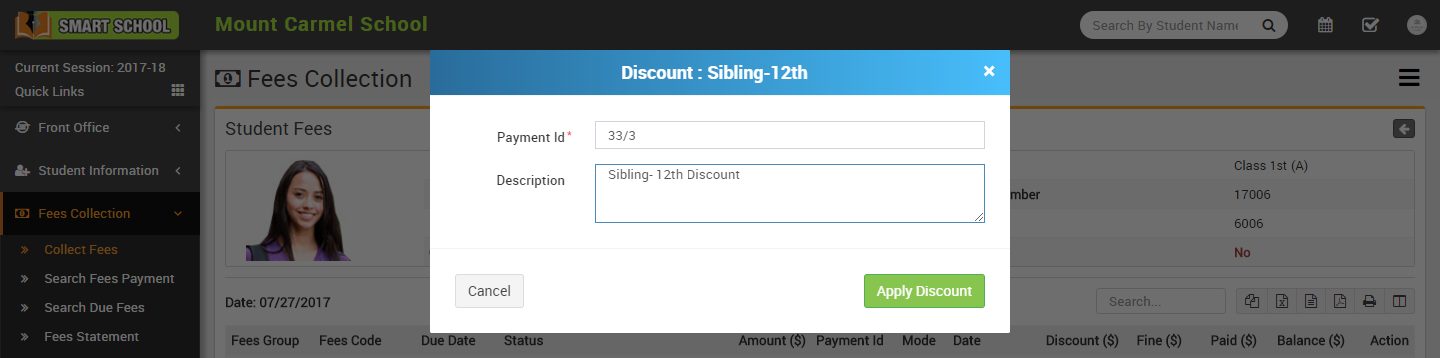 SMART SCHOOL
Mount Carmel School
Search By Student Name
Current Session: 2017-18
Quick Links
Front Office
Student Information
Fees Collection
Collect Fees
Search Fees Payment
Search Due Fees
Fees Statement
Fees Collection
Student Fees
Discount : Sibling-12th
×
Payment Id*
33/3
Description
Sibling- 12th Discount
Cancel
Apply Discount
Class 1st (A)
17006
6006
No
Date: 07/27/2017
Search...
Fees Group Fees Code Due Date Status Amount ($) Payment Id Mode Date Discount ($) Fine ($) Paid ($) Balance ($) Action